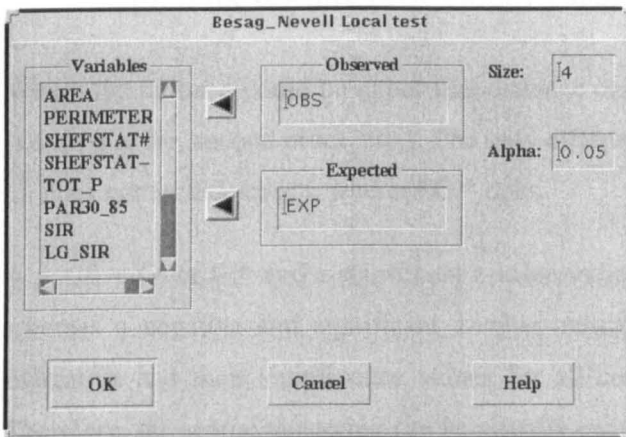 Besag_Nevell Local test
Variables
AREA
PERIMETER
SHEFSTAT#
SHEFSTAT-
TOT_P
PAR30_85
SIR
LG_SIR
Observed
OBS
Expected
EXP
Size: 4
Alpha: 0.05
OK
Cancel
Help